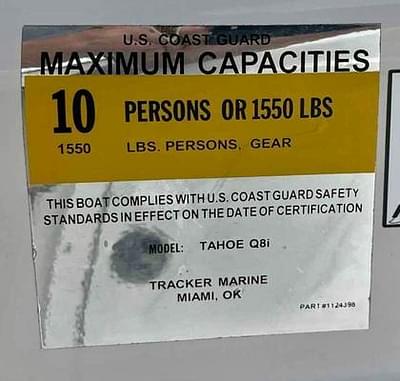 U.S. COAST GUARD
MAXIMUM CAPACITIES
10 PERSONS OR 1550 LBS
1550 LBS. PERSONS, GEAR
THIS BOAT COMPLIES WITH U.S. COAST GUARD SAFETY
STANDARDS IN EFFECT ON THE DATE OF CERTIFICATION
MODEL: TAHOE Q8i
TRACKER MARINE
MIAMI, OK
PART #1124398